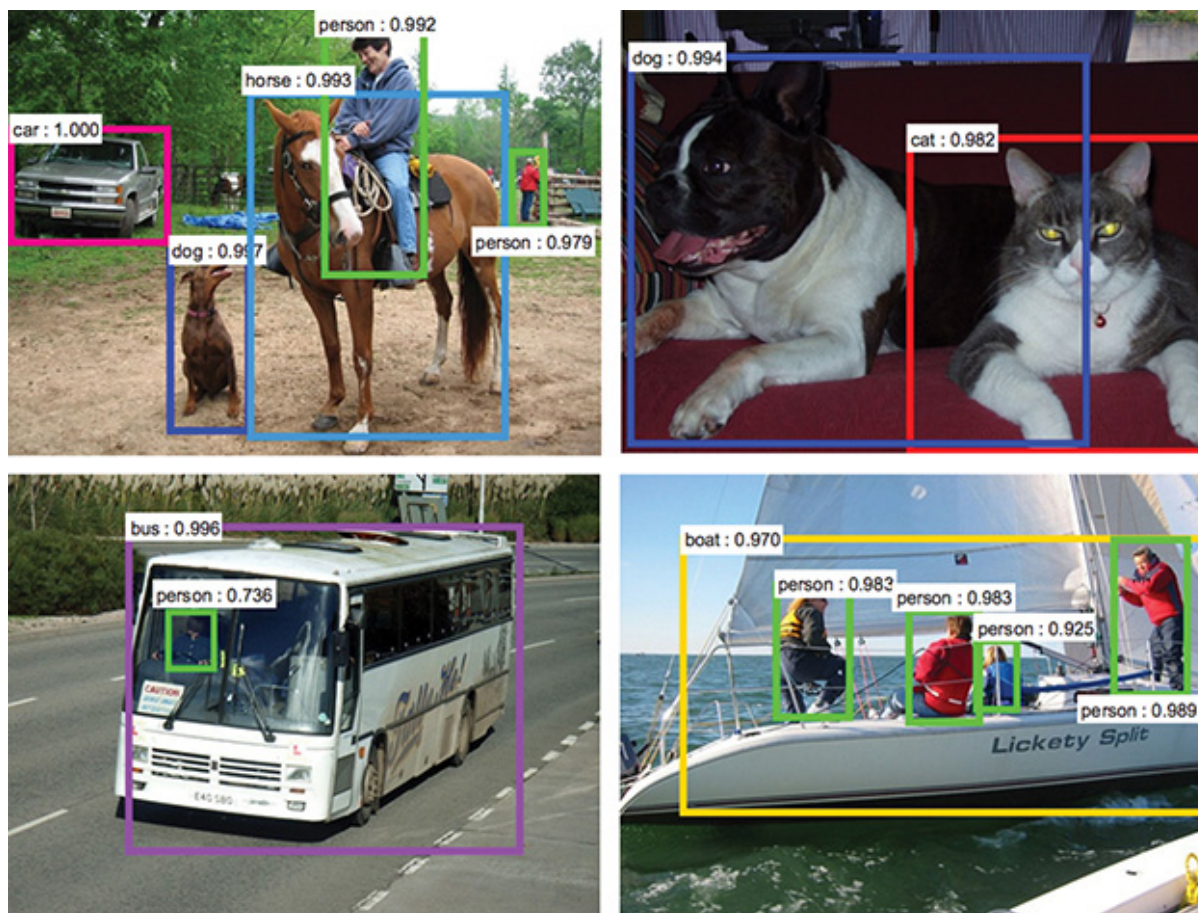 person : 0.992
horse : 0.993
car : 1.000
person : 0.979
dog : 0.997
dog : 0.994
cat : 0.982
bus : 0.996
person : 0.736
CAUTION
E40 SBO
boat : 0.970
person : 0.983
person : 0.983
person : 0.925
person : 0.989
Lickety Split